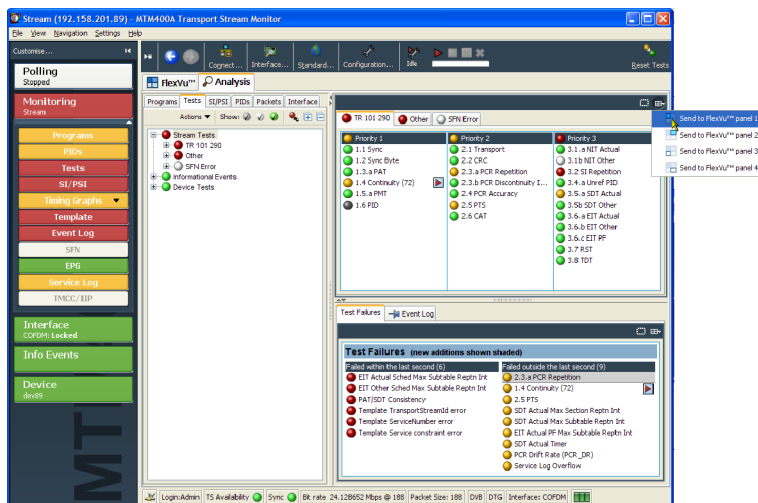 Stream (192.158.201.89) - MTM400A Transport Stream Monitor
File View Navigation Settings Help
Customise...
Connect... Interface... Standard... Configuration... Idle Reset Tests
Polling
Stopped
Monitoring
Stream
Programs
PIDs
Tests
SI/PSI
Timing Graphs
Template
Event Log
SFN
EPG
Service Log
TMCC/IIP
Interface
COFDM: Locked
Info Events
Device
dev89
MTM
FlexVu™ Analysis
Programs Tests SI/PSI PIDs Packets Interface
Actions Show:
Stream Tests
TR 101 290
Other
SFN Error
Informational Events
Device Tests
TR 101 290 Other SFN Error
Priority 1
1.1 Sync
1.2 Sync Byte
1.3.a PAT
1.4 Continuity (72)
1.5.a PMT
1.6 PID
Priority 2
2.1 Transport
2.2 CRC
2.3.a PCR Repetition
2.3.b PCR Discontinuity I...
2.4 PCR Accuracy
2.5 PTS
2.6 CAT
Priority 3
3.1.a NIT Actual
3.1b NIT Other
3.2 SI Repetition
3.4.a Unref PID
3.5.a SDT Actual
3.5b SDT Other
3.6.a EIT Actual
3.6.b EIT Other
3.6.c EIT PF
3.7 RST
3.8 TDT
Send to FlexVu™ panel 1
Send to FlexVu™ panel 2
Send to FlexVu™ panel 3
Send to FlexVu™ panel 4
Test Failures Event Log
Test Failures (new additions shown shaded)
Failed within the last second (6)
EIT Actual Sched Max Subtable Reptn Int
EIT Other Sched Max Subtable Reptn Int
PAT/SDT Consistency
Template TransportStreamId error
Template ServiceNumber error
Template Service constraint error
Failed outside the last second (9)
2.3.a PCR Repetition
1.4 Continuity (72)
2.5 PTS
SDT Actual Max Section Reptn Int
SDT Actual Max Subtable Reptn Int
EIT Actual PF Max Subtable Reptn Int
SDT Actual Timer
PCR Drift Rate (PCR_DR)
Service Log Overflow
Login:Admin TS Availability Sync Bit rate 24.128652 Mbps @ 188 Packet Size: 188 DVB DTG Interface: COFDM